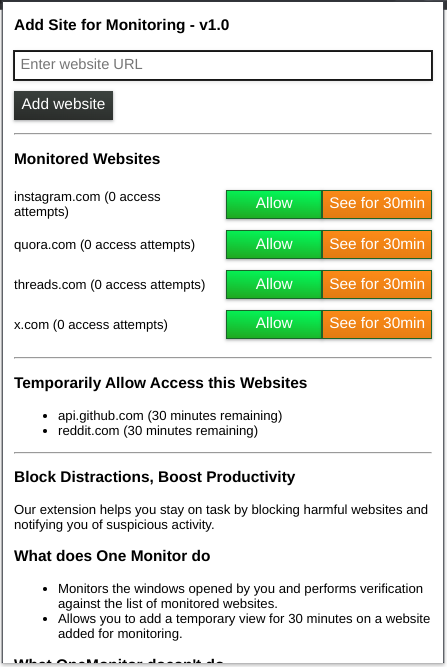 Add Site for Monitoring - v1.0
Enter website URL
Add website
Monitored Websites
instagram.com (0 access
attempts)
Allow
See for 30min
quora.com (0 access attempts)
Allow
See for 30min
threads.com (0 access attempts)
Allow
See for 30min
x.com (0 access attempts)
Allow
See for 30min
Temporarily Allow Access this Websites
• api.github.com (30 minutes remaining)
• reddit.com (30 minutes remaining)
Block Distractions, Boost Productivity
Our extension helps you stay on task by blocking harmful websites and
notifying you of suspicious activity.
What does One Monitor do
• Monitors the windows opened by you and performs verification
against the list of monitored websites.
• Allows you to add a temporary view for 30 minutes on a website
added for monitoring.
What OneMonitor doesn't do